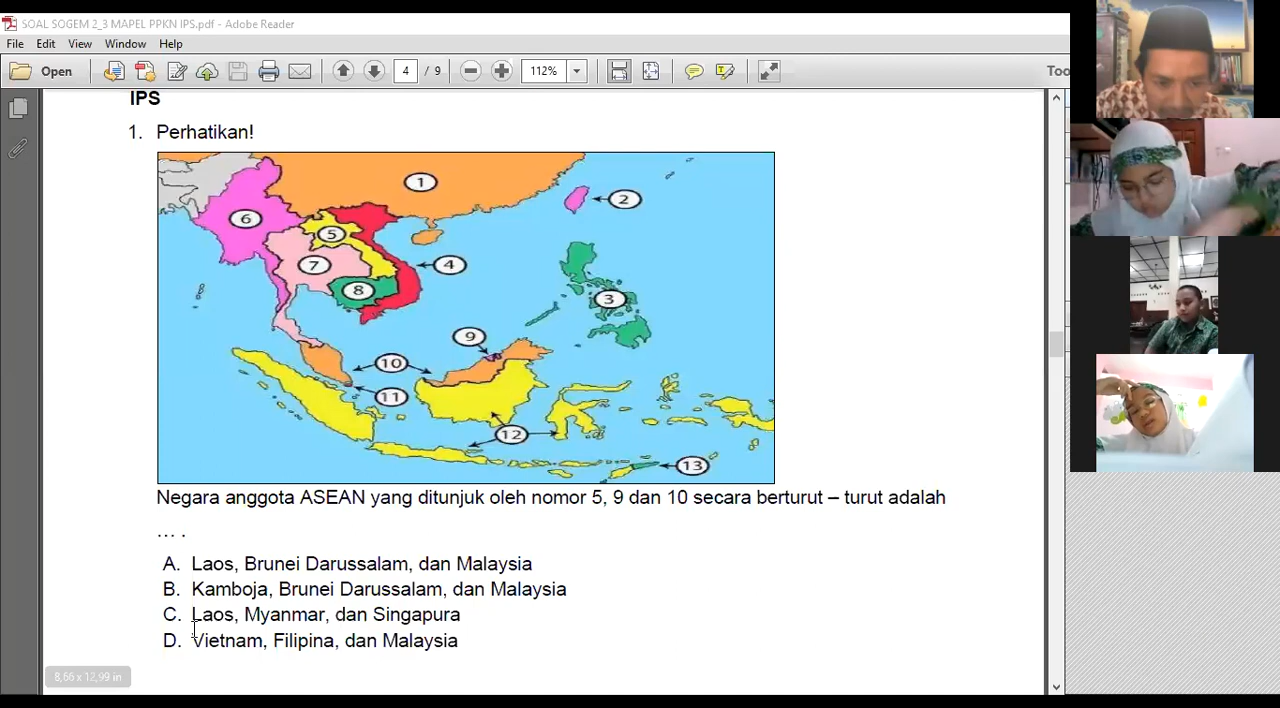 SOAL SOGEM 2_3 MAPEL PPKN IPS.pdf - Adobe Reader
File Edit View Window Help
Open 4 / 9 112% Too
IPS
1. Perhatikan!
1
2
6
5
7
4
8
3
9
10
11
12
13
Negara anggota ASEAN yang ditunjuk oleh nomor 5, 9 dan 10 secara berturut – turut adalah
... .
A. Laos, Brunei Darussalam, dan Malaysia
B. Kamboja, Brunei Darussalam, dan Malaysia
C. Laos, Myanmar, dan Singapura
D. Vietnam, Filipina, dan Malaysia
8,66 x 12,99 in